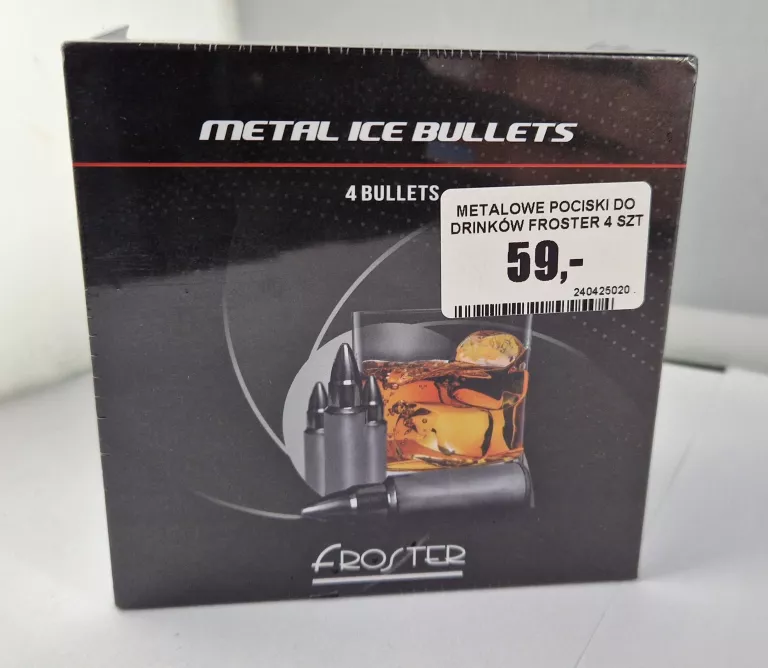 METAL ICE BULLETS
4 BULLETS
METALOWE POCISKI DO
DRINKÓW FROSTER 4 SZT
59,-
240425020 .
FROSTER